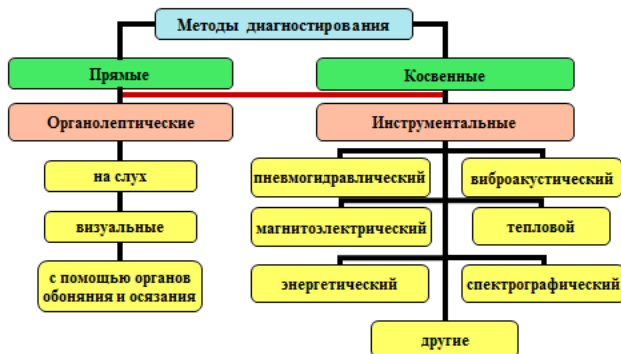 Методы диагностирования
Прямые
Косвенные
Органолептические
Инструментальные
на слух
визуальные
с помощью органов
обоняния и осязания
пневмогидравлический
виброакустический
магнитоэлектрический
тепловой
энергетический
спектрографический
другие